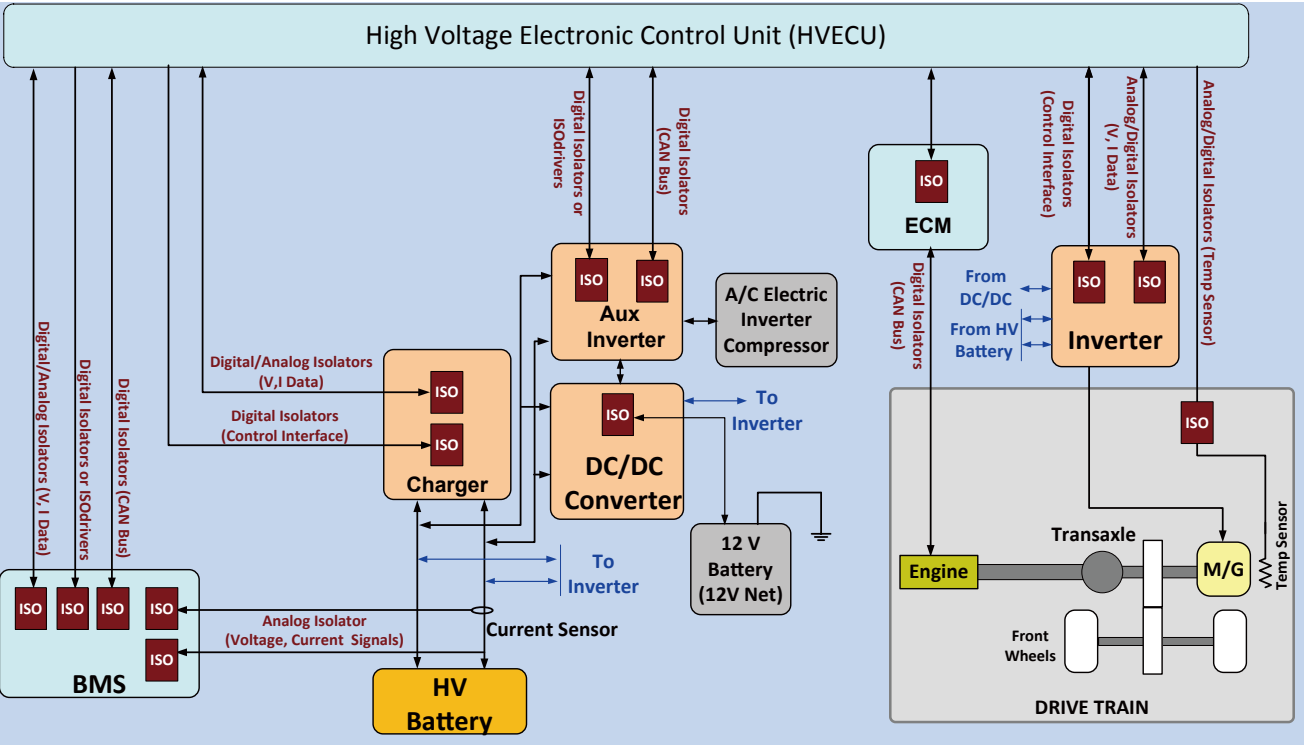 High Voltage Electronic Control Unit (HVECU)
Digital/Analog Isolators (V, I Data)
Digital Isolators or ISOdrivers
Digital Isolators (CAN Bus)
Digital/Analog Isolators
(V,I Data)
Digital Isolators
(Control Interface)
ISO
ISO
Charger
Digital Isolators or
ISOdrivers
Digital Isolators
(CAN Bus)
ISO
ISO
Aux
Inverter
A/C Electric
Inverter
Compressor
ISO
DC/DC
Converter
To
Inverter
12 V
Battery
(12V Net)
To
Inverter
ISO
ISO
ISO
ISO
ISO
BMS
Analog Isolator
(Voltage, Current Signals)
Current Sensor
HV
Battery
ISO
ECM
Digital Isolators
(CAN Bus)
Digital Isolators
(Control Interface)
Analog/Digital Isolators
(V, I Data)
Analog/Digital Isolators (Temp Sensor)
From
DC/DC
From HV
Battery
ISO
ISO
Inverter
ISO
Temp Sensor
Transaxle
Engine
M/G
Front
Wheels
DRIVE TRAIN